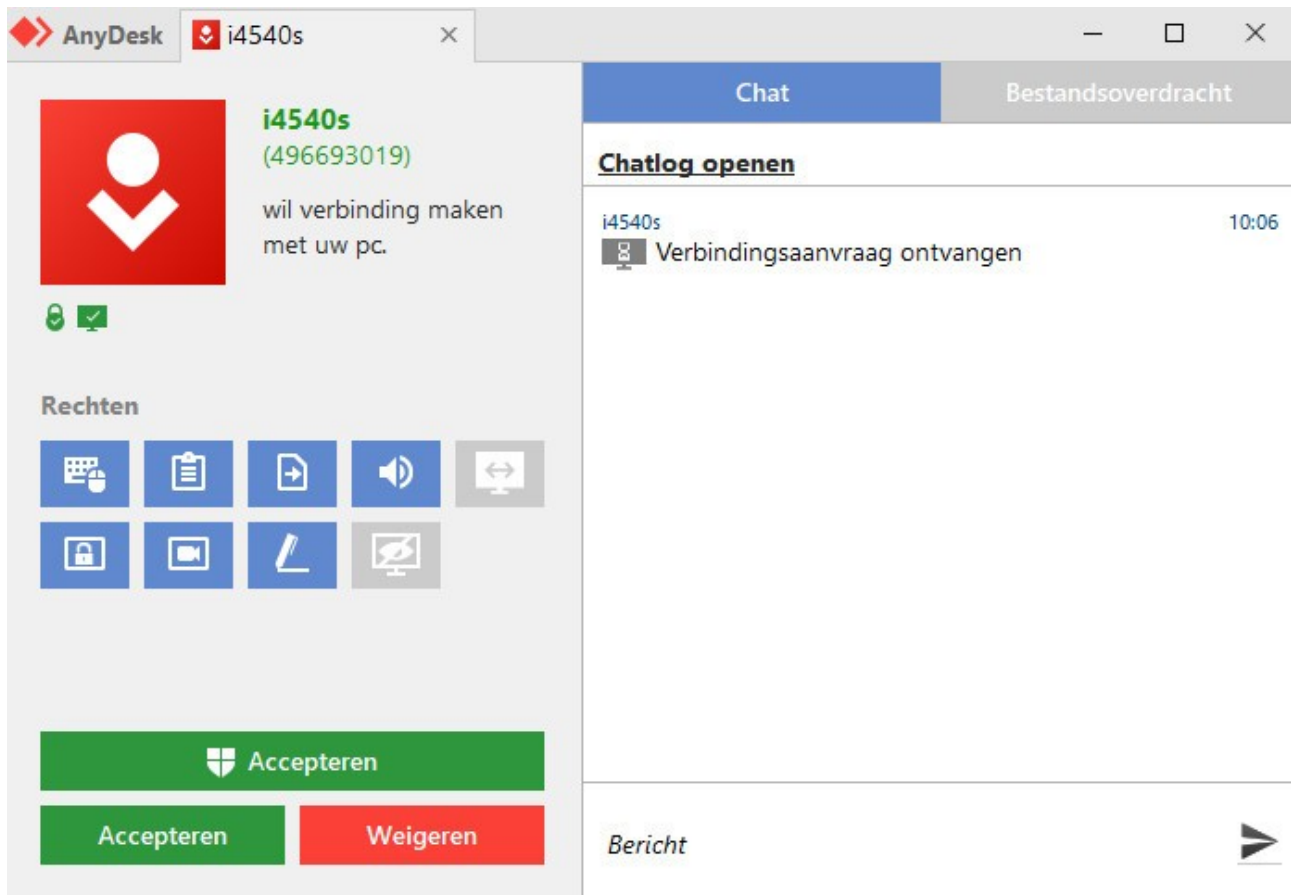 AnyDesk
i4540s
i4540s
(496693019)
wil verbinding maken
met uw pc.
Rechten
Accepteren
Accepteren
Weigeren
Chat
Bestandsoverdracht
Chatlog openen
i4540s
10:06
Verbindingsaanvraag ontvangen
Bericht